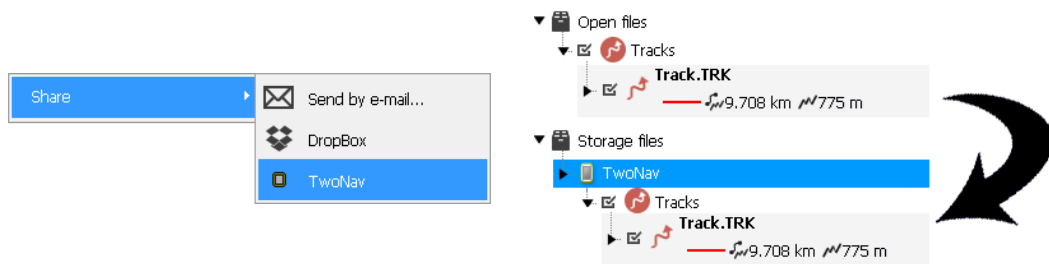 Share
Send by e-mail...
DropBox
TwoNav
Open files
Tracks
Track.TRK
9.708 km 775 m
Storage files
TwoNav
Tracks
Track.TRK
9.708 km 775 m